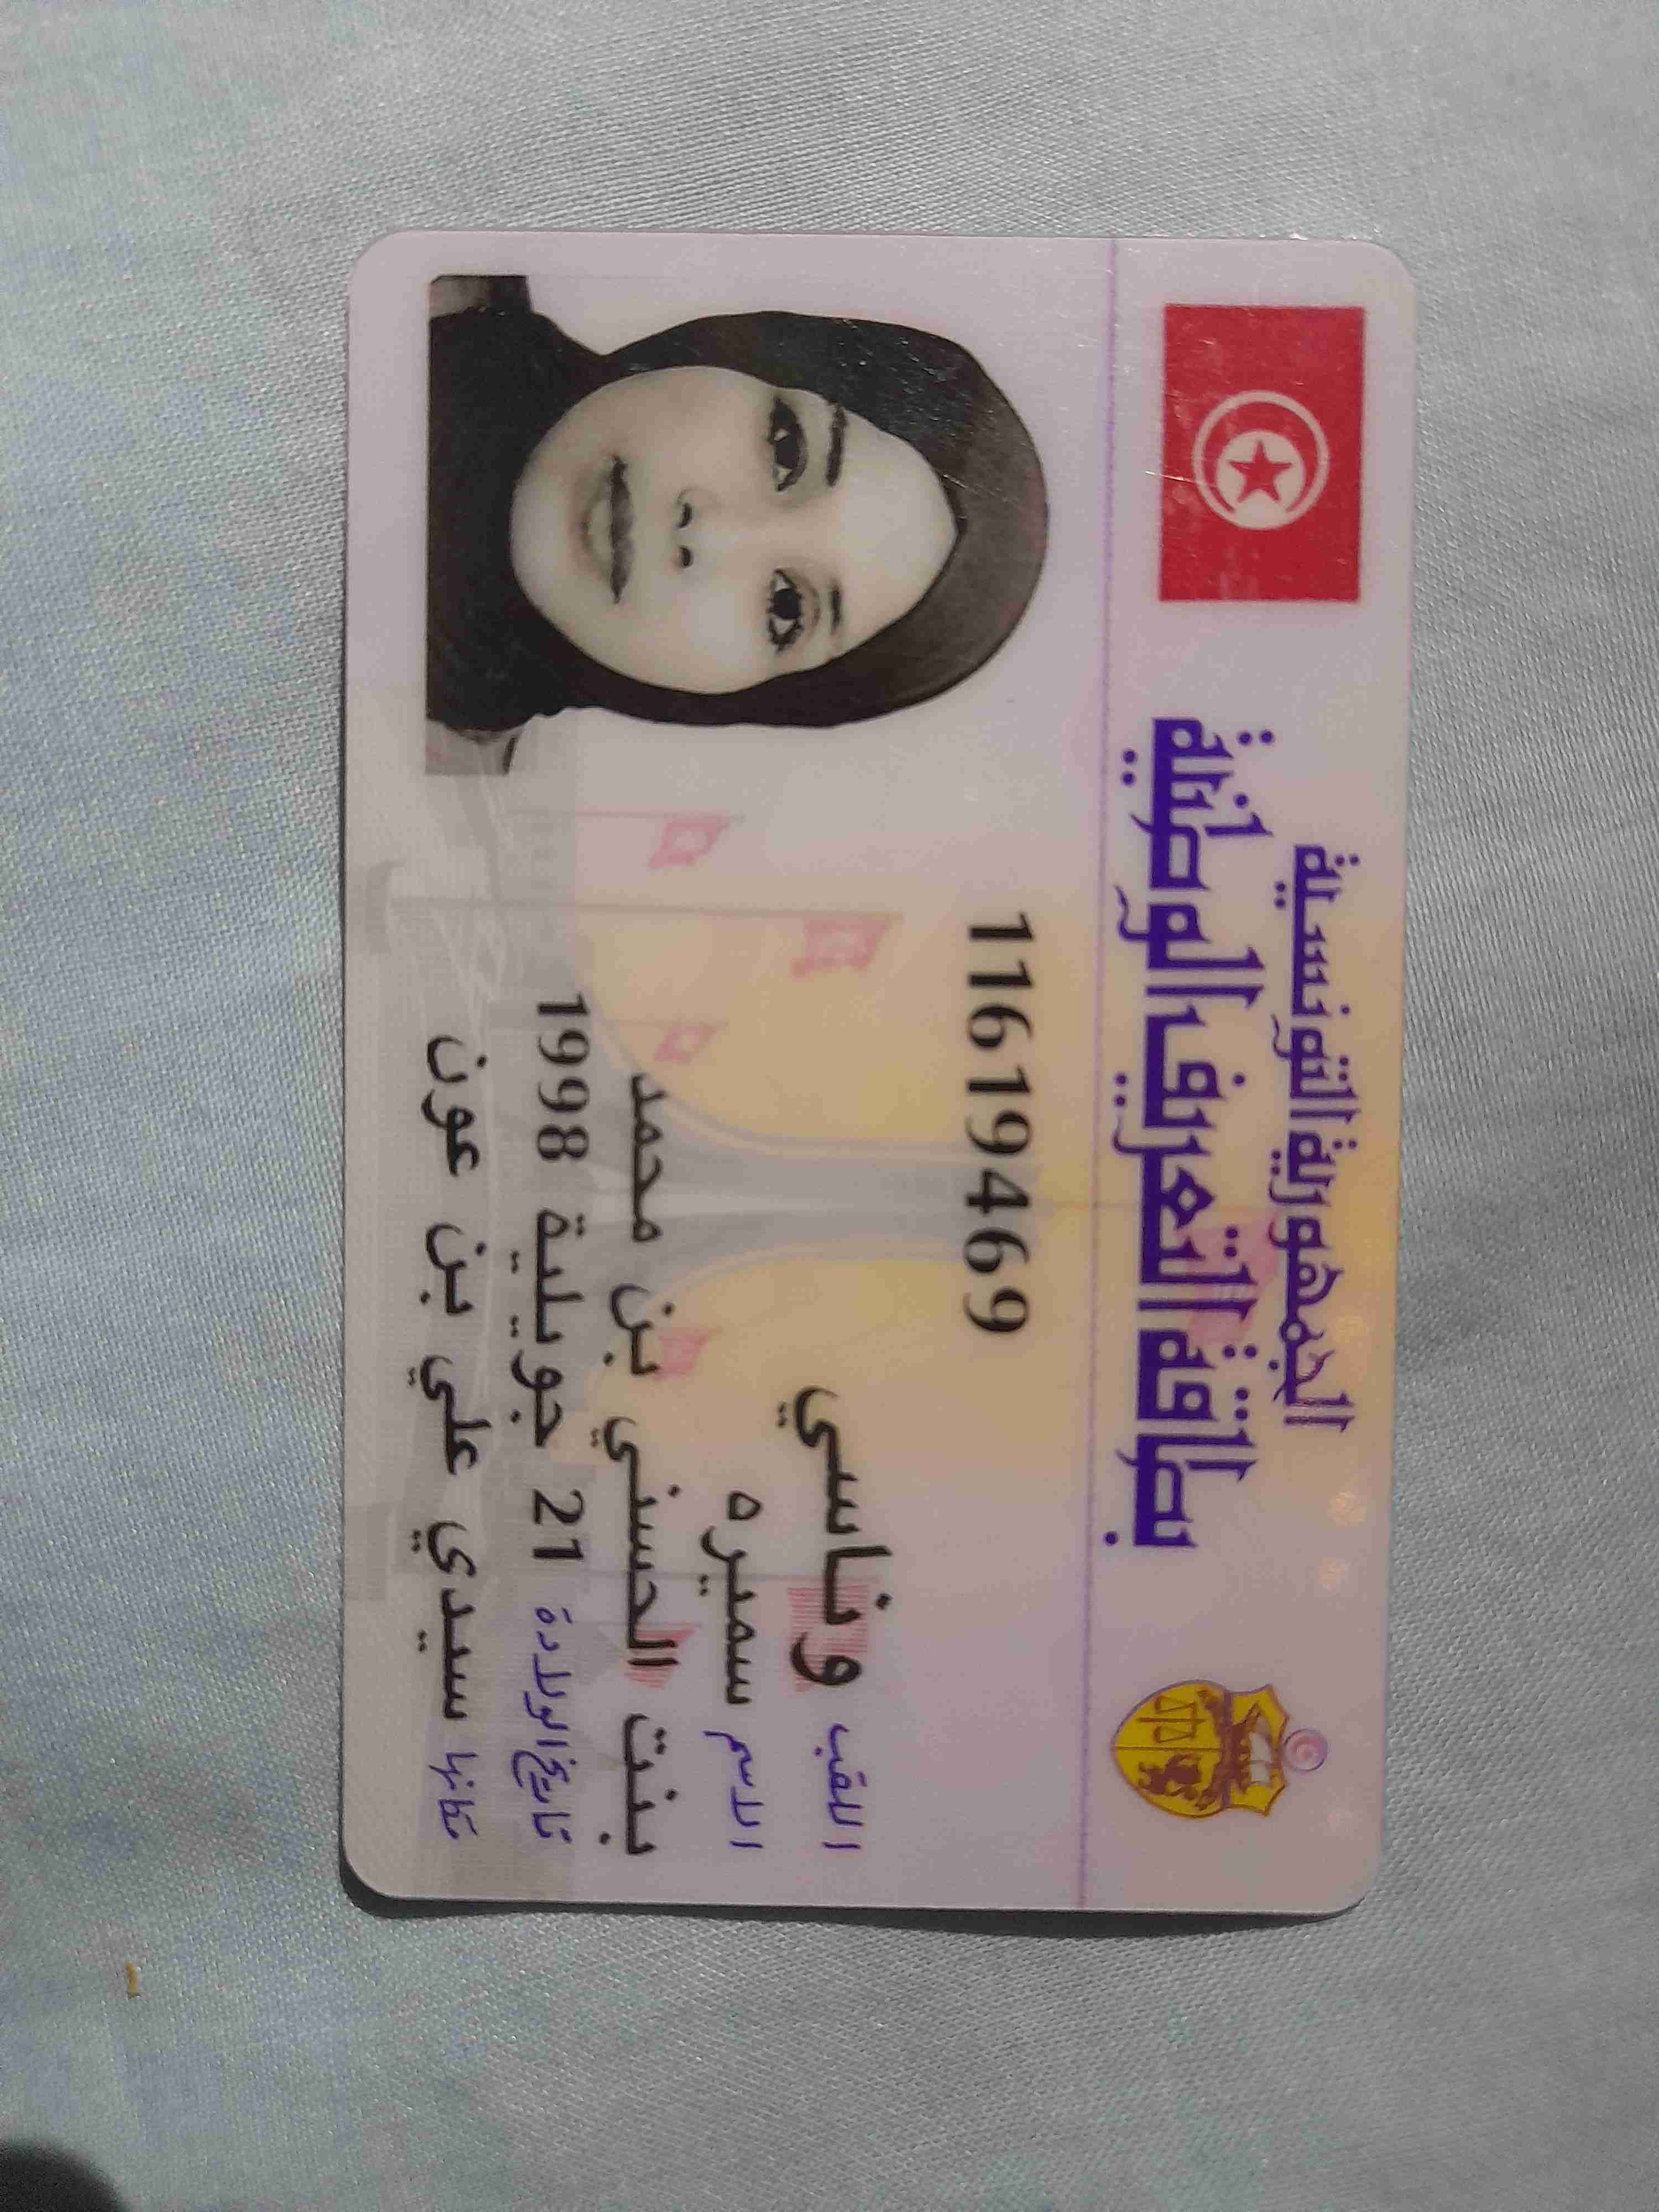 الجمهورية التونسية
بطاقة التعريف الوطنية
11619469
اللقب وناسي
الاسم سميره
بنت الحسني بن محمد
تاريخ الولادة 21 جويلية 1998
مكانها سيدي علي بن عون